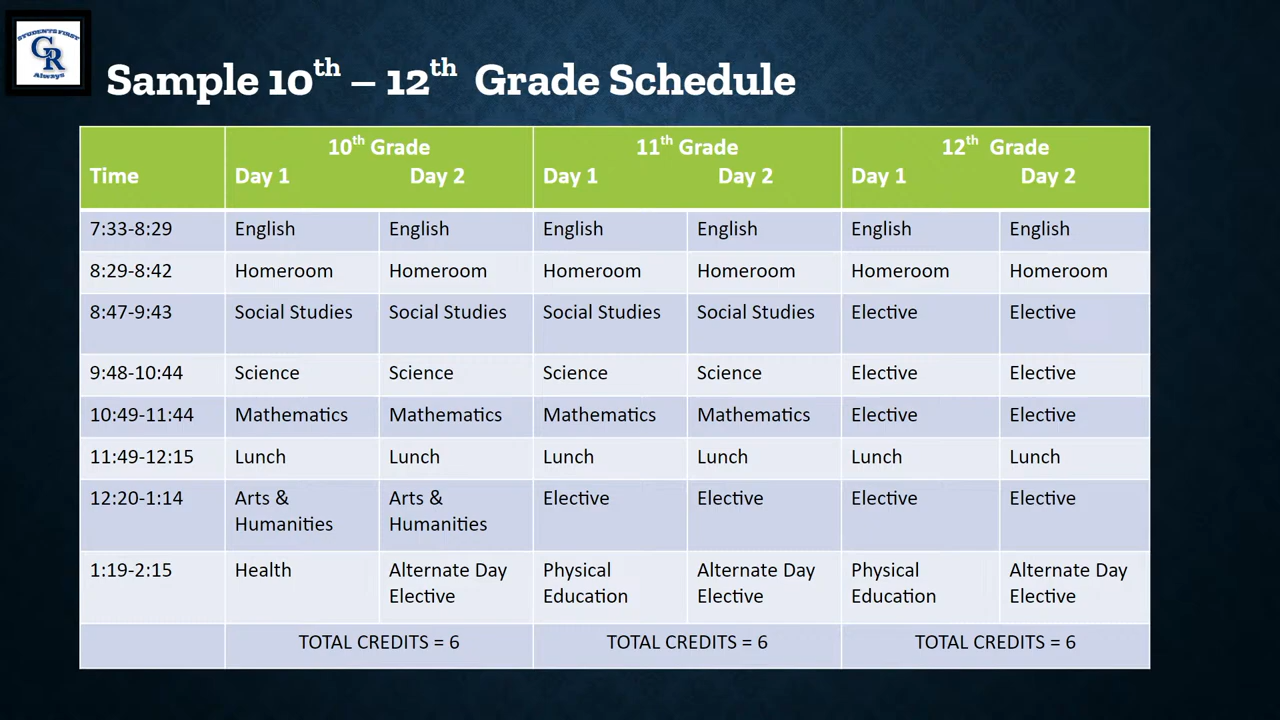 STUDENTS FIRST
GR
Always
Sample 10th – 12th Grade Schedule
10th Grade 11th Grade 12th Grade
Time Day 1 Day 2 Day 1 Day 2 Day 1 Day 2
7:33-8:29 English English English English English English
8:29-8:42 Homeroom Homeroom Homeroom Homeroom Homeroom Homeroom
8:47-9:43 Social Studies Social Studies Social Studies Social Studies Elective Elective
9:48-10:44 Science Science Science Science Elective Elective
10:49-11:44 Mathematics Mathematics Mathematics Mathematics Elective Elective
11:49-12:15 Lunch Lunch Lunch Lunch Lunch Lunch
12:20-1:14 Arts & Arts & Elective Elective Elective Elective
Humanities Humanities
1:19-2:15 Health Alternate Day Physical Alternate Day Physical Alternate Day
Elective Education Elective Education Elective
TOTAL CREDITS = 6 TOTAL CREDITS = 6 TOTAL CREDITS = 6